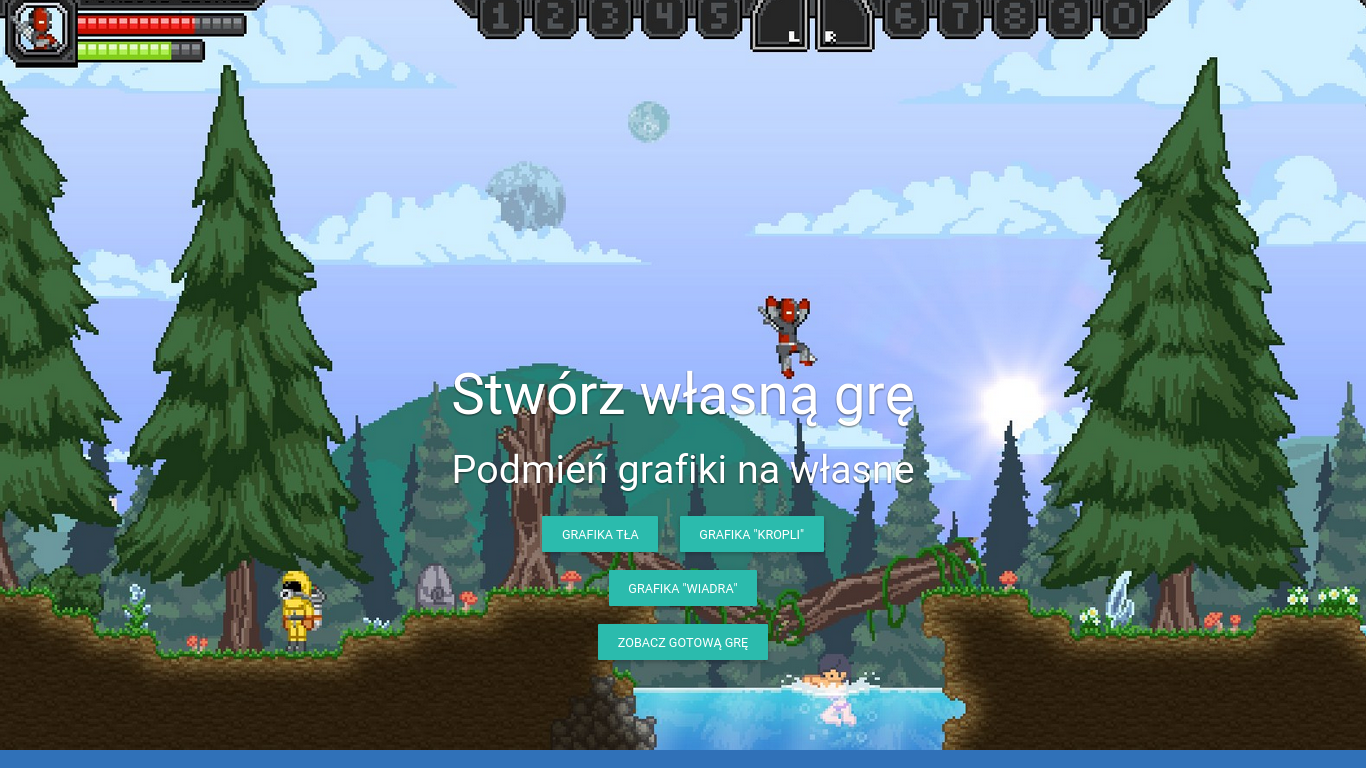 1 2 3 4 5 L R 6 7 8 9 0
Stwórz własną grę
Podmień grafiki na własne
GRAFIKA TŁA GRAFIKA "KROPLI"
GRAFIKA "WIADRA"
ZOBACZ GOTOWĄ GRĘ